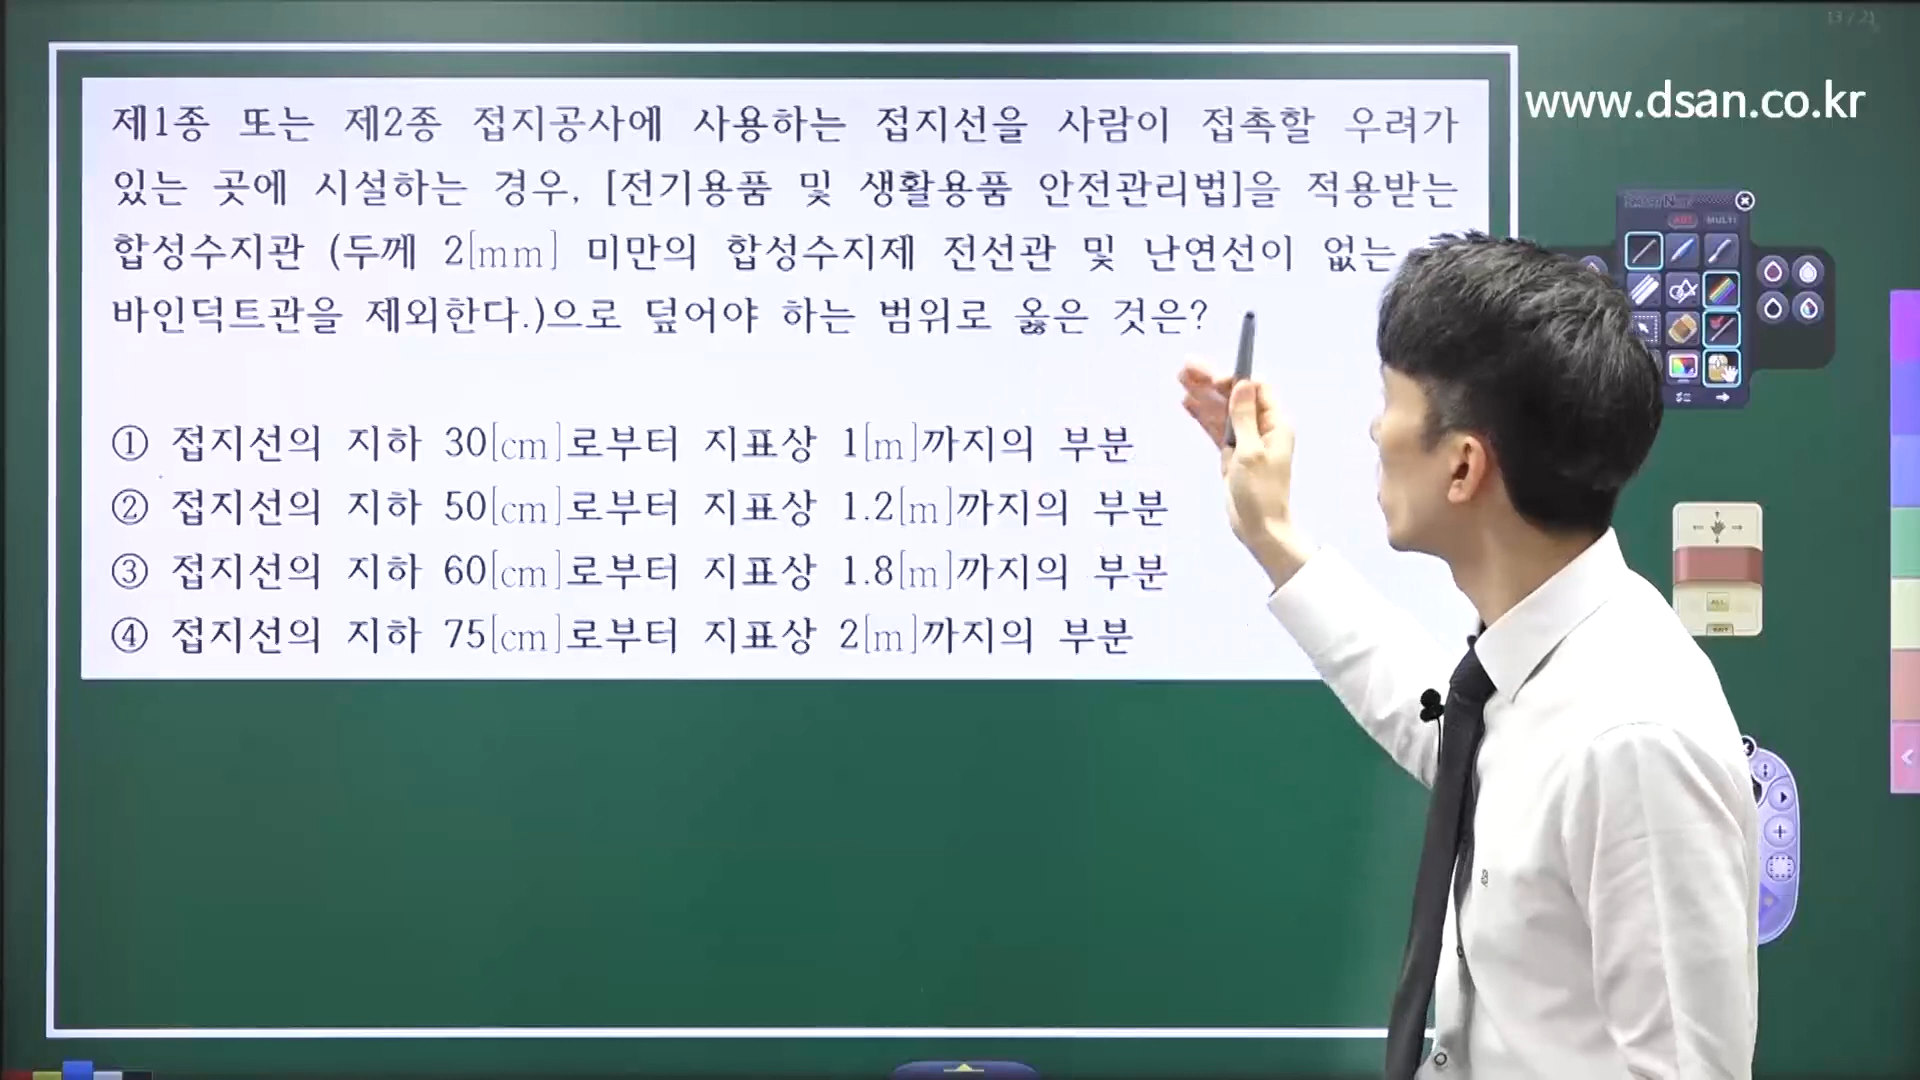 13 / 21
www.dsan.co.kr
제1종 또는 제2종 접지공사에 사용하는 접지선을 사람이 접촉할 우려가
있는 곳에 시설하는 경우, [전기용품 및 생활용품 안전관리법]을 적용받는
합성수지관 (두께 2[mm] 미만의 합성수지제 전선관 및 난연선이 없는
바인덕트관을 제외한다.)으로 덮어야 하는 범위로 옳은 것은?
① 접지선의 지하 30[cm]로부터 지표상 1[m]까지의 부분
② 접지선의 지하 50[cm]로부터 지표상 1.2[m]까지의 부분
③ 접지선의 지하 60[cm]로부터 지표상 1.8[m]까지의 부분
④ 접지선의 지하 75[cm]로부터 지표상 2[m]까지의 부분
MULTI
ALL